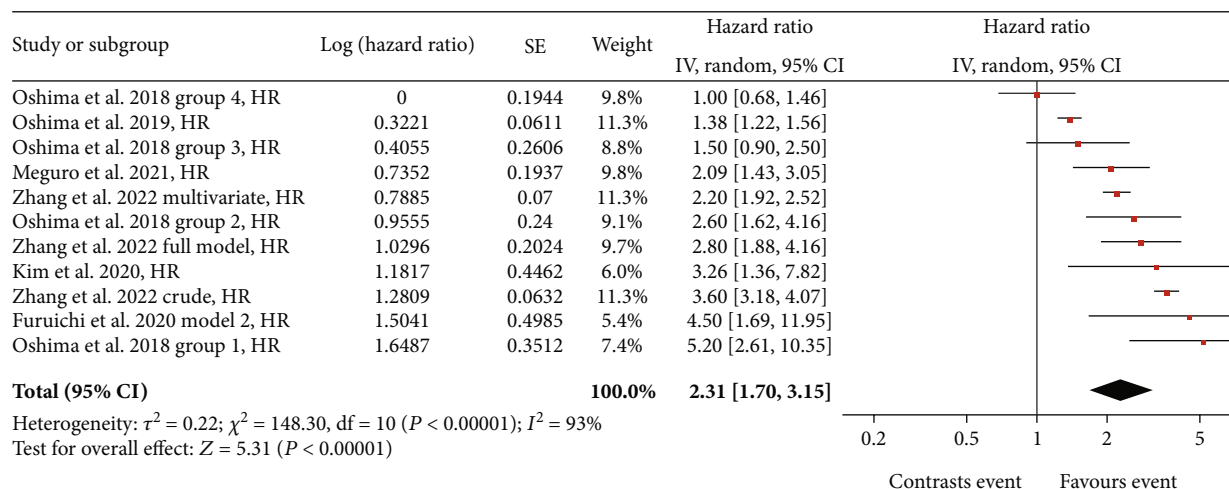 Study or subgroup Log (hazard ratio) SE Weight Hazard ratio Hazard ratio
IV, random, 95% CI IV, random, 95% CI
Oshima et al. 2018 group 4, HR 0 0.1944 9.8% 1.00 [0.68, 1.46]
Oshima et al. 2019, HR 0.3221 0.0611 11.3% 1.38 [1.22, 1.56]
Oshima et al. 2018 group 3, HR 0.4055 0.2606 8.8% 1.50 [0.90, 2.50]
Meguro et al. 2021, HR 0.7352 0.1937 9.8% 2.09 [1.43, 3.05]
Zhang et al. 2022 multivariate, HR 0.7885 0.07 11.3% 2.20 [1.92, 2.52]
Oshima et al. 2018 group 2, HR 0.9555 0.24 9.1% 2.60 [1.62, 4.16]
Zhang et al. 2022 full model, HR 1.0296 0.2024 9.7% 2.80 [1.88, 4.16]
Kim et al. 2020, HR 1.1817 0.4462 6.0% 3.26 [1.36, 7.82]
Zhang et al. 2022 crude, HR 1.2809 0.0632 11.3% 3.60 [3.18, 4.07]
Furuichi et al. 2020 model 2, HR 1.5041 0.4985 5.4% 4.50 [1.69, 11.95]
Oshima et al. 2018 group 1, HR 1.6487 0.3512 7.4% 5.20 [2.61, 10.35]
Total (95% CI) 100.0% 2.31 [1.70, 3.15]
Heterogeneity: τ² = 0.22; χ² = 148.30, df = 10 (P < 0.00001); I² = 93%
Test for overall effect: Z = 5.31 (P < 0.00001)
0.2 0.5 1 2 5
Contrasts event Favours event